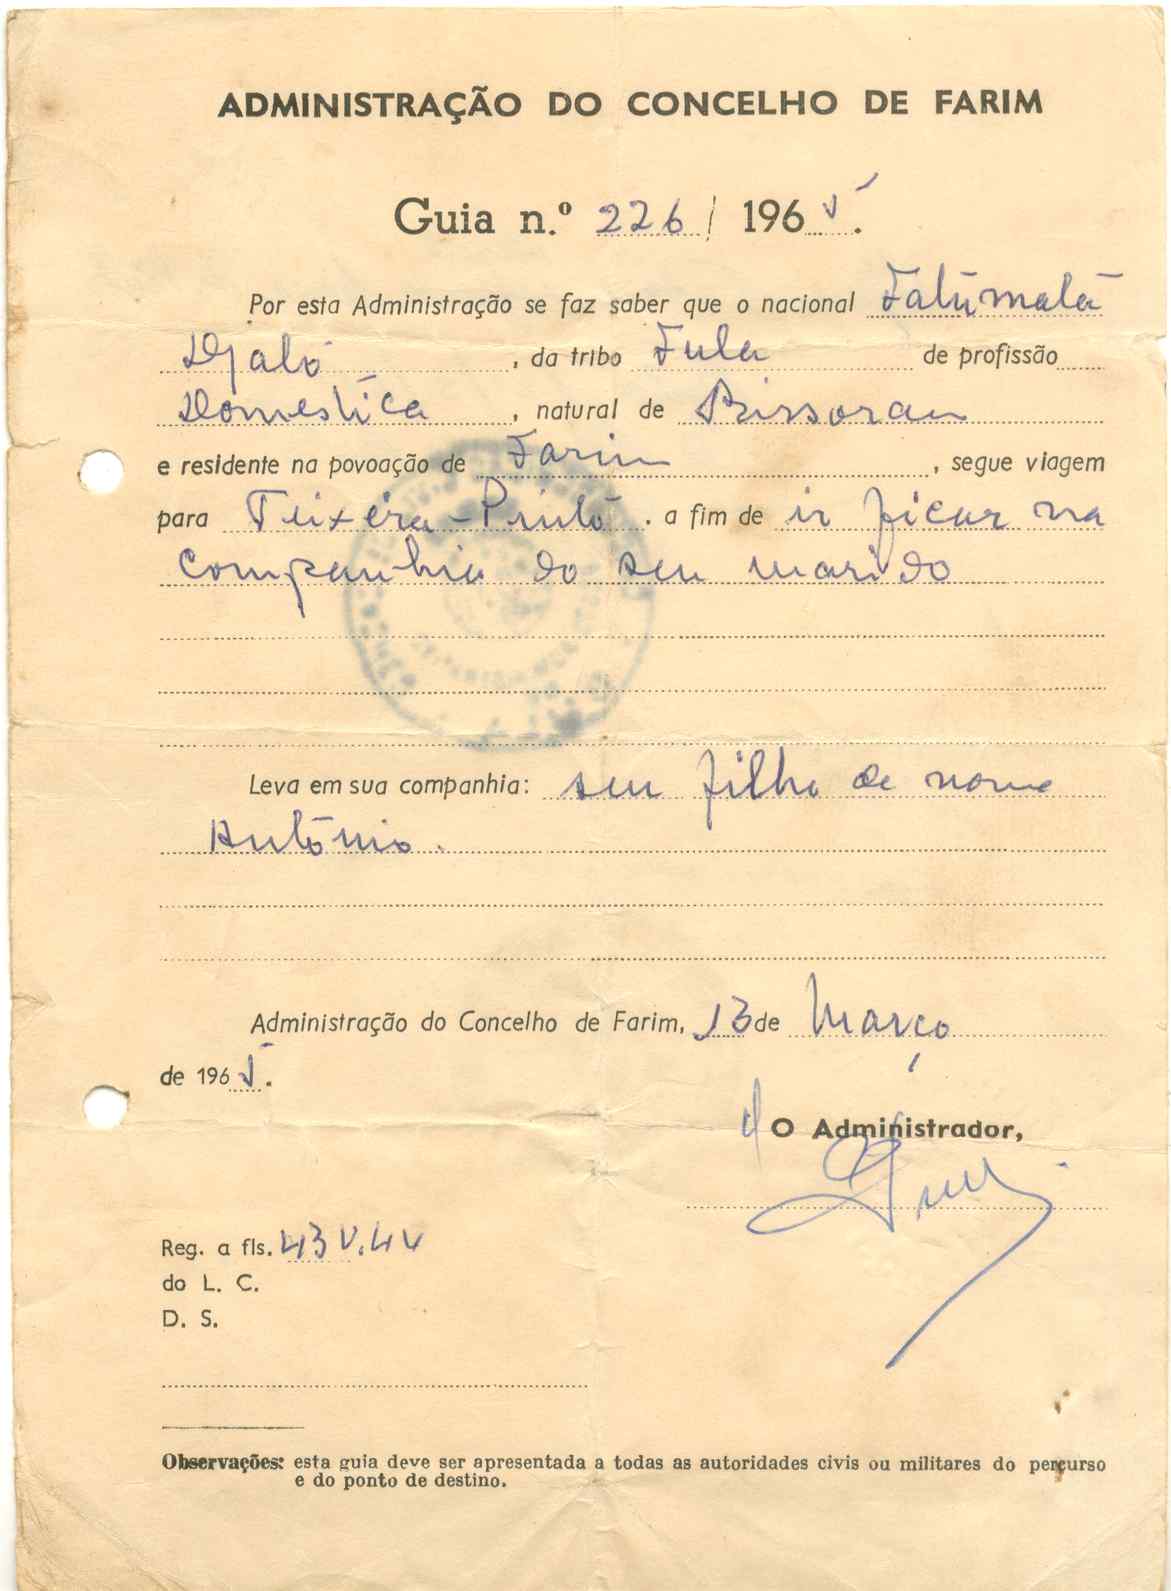 ADMINISTRAÇÃO DO CONCELHO DE FARIM
Guia n.º 226 / 1965.
Por esta Administração se faz saber que o nacional Fatúmatá
Djaló, da tribo Fula de profissão
Domestica, natural de Bissorau
e residente na povoação de Farim, segue viagem
para Teixeira-Pinto. a fim de ir ficar na
companhia do seu marido
Leva em sua companhia: seu filho de nome
António.
Administração do Concelho de Farim, 13 de Março
de 1965.
O Administrador,
Reg. a fls. 43 V. 44
do L. C.
D. S.
Observações: esta guia deve ser apresentada a todas as autoridades civis ou militares do percurso
e do ponto de destino.